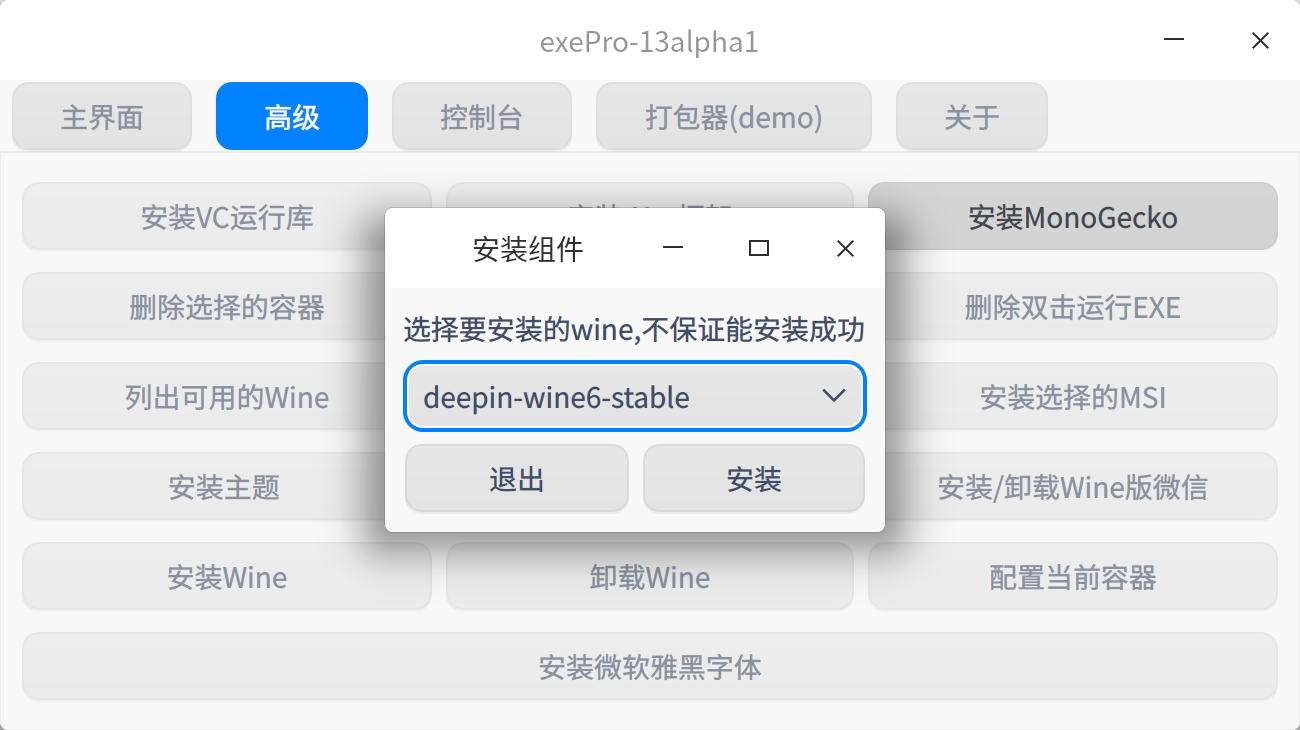 exePro-13alpha1
主界面
高级
控制台
打包器(demo)
关于
安装VC运行库
安装MonoGecko
删除选择的容器
删除双击运行EXE
列出可用的Wine
安装选择的MSI
安装主题
安装/卸载Wine版微信
安装Wine
卸载Wine
配置当前容器
安装微软雅黑字体
安装组件
选择要安装的wine,不保证能安装成功
deepin-wine6-stable
退出
安装